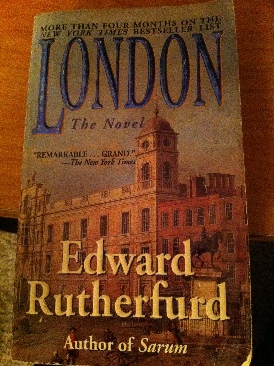 MORE THAN FOUR MONTHS ON THE
NEW YORK TIMES BESTSELLER LIST
LONDON
The Novel
"REMARKABLE . . . GRAND."
—The New York Times
Edward
Rutherfurd
Author of Sarum